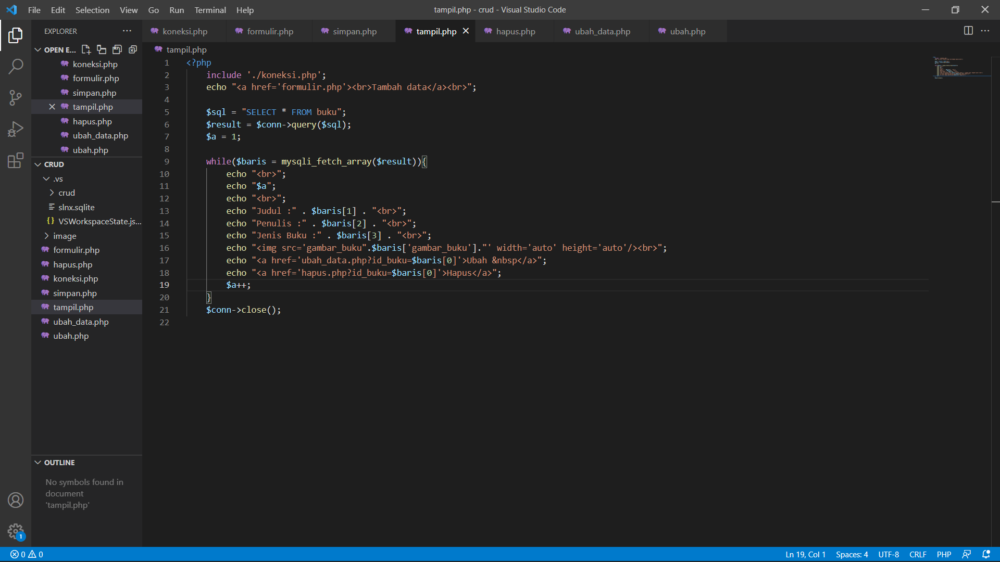 File Edit Selection View Go Run Terminal Help
tampil.php - crud - Visual Studio Code
EXPLORER
OPEN E...
koneksi.php
formulir.php
simpan.php
tampil.php
hapus.php
ubah_data.php
ubah.php
CRUD
.vs
crud
slnx.sqlite
{} VSWorkspaceState.js...
image
formulir.php
hapus.php
koneksi.php
simpan.php
tampil.php
ubah_data.php
ubah.php
OUTLINE
No symbols found in
document
'tampil.php'
1
koneksi.php formulir.php simpan.php tampil.php hapus.php ubah_data.php ubah.php
tampil.php
1 <?php
2     include './koneksi.php';
3     echo "<a href='formulir.php'><br>Tambah data</a><br>";
4
5     $sql = "SELECT * FROM buku";
6     $result = $conn->query($sql);
7     $a = 1;
8
9     while($baris = mysqli_fetch_array($result)){
10         echo "<br>";
11         echo "$a";
12         echo "<br>";
13         echo "Judul :" . $baris[1] . "<br>";
14         echo "Penulis :" . $baris[2] . "<br>";
15         echo "Jenis Buku :" . $baris[3] . "<br>";
16         echo "<img src='gambar_buku".$baris['gambar_buku']."' width='auto' height='auto'/><br>";
17         echo "<a href='ubah_data.php?id_buku=$baris[0]'>Ubah &nbsp</a>";
18         echo "<a href='hapus.php?id_buku=$baris[0]'>Hapus</a>";
19         $a++;
20     }
21     $conn->close();
22
0 0
Ln 19, Col 1 Spaces: 4 UTF-8 CRLF PHP